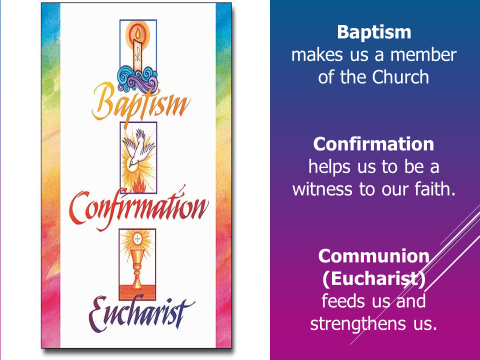 Baptism
Confirmation
Eucharist
Baptism
makes us a member
of the Church
Confirmation
helps us to be a
witness to our faith.
Communion
(Eucharist)
feeds us and
strengthens us.